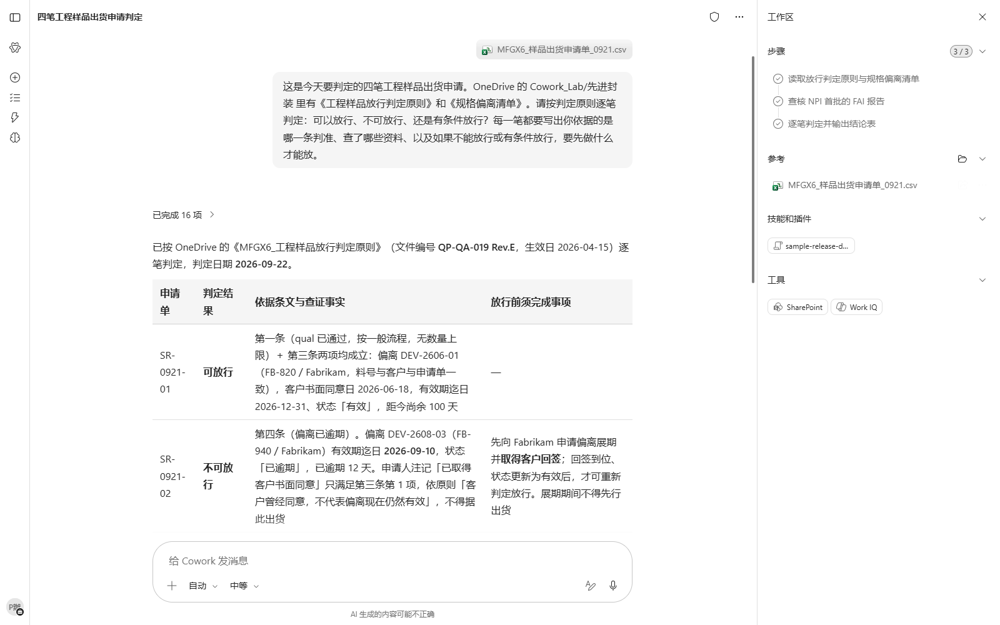 四笔工程样品出货申请判定
MFGX6_样品出货申请单_0921.csv
这是今天要判定的四笔工程样品出货申请。OneDrive 的 Cowork_Lab/先进封
装 里有《工程样品放行判定原则》和《规格偏离清单》。请按判定原则逐笔
判定：可以放行、不可放行、还是有条件放行？每一笔都要写出你依据的是
哪一条判准、查了哪些资料、以及如果不能放行或有条件放行，要先做什么
才能放。
已完成 16 项
已按 OneDrive 的《MFGX6_工程样品放行判定原则》（文件编号 QP-QA-019 Rev.E，生效日 2026-04-15）逐
笔判定，判定日期 2026-09-22。
申请
单
判定结
果
依据条文与查证事实
放行前须完成事项
SR-
0921-
01
可放行
第一条（qual 已通过，按一般流程，无数量上
限）＋ 第三条两项均成立：偏离 DEV-2606-01
（FB-820 / Fabrikam，料号与客户与申请单一
致），客户书面同意日 2026-06-18，有效期迄日
2026-12-31、状态「有效」，距今尚余 100 天
—
SR-
0921-
02
不可放
行
第四条（偏离已逾期）。偏离 DEV-2608-03（FB-
940 / Fabrikam）有效期迄日 2026-09-10，状态
「已逾期」，已逾期 12 天。申请人注记「已取得
客户书面同意」只满足第三条第 1 项，依原则「客
户曾经同意，不代表偏离现在仍然有效」，不得据
此出货
先向 Fabrikam 申请偏离展期
并取得客户回签；回签到位、
状态更新为有效后，才可重新
判定放行。展期期间不得先行
出货
给 Cowork 发消息
自动
中等
AI 生成的内容可能不正确
P辦
工作区
步骤
3 / 3
读取放行判定原则与规格偏离清单
查核 NPI 首批的 FAI 报告
逐笔判定并输出结论表
参考
MFGX6_样品出货申请单_0921.csv
技能和插件
sample-release-d...
工具
SharePoint
Work IQ